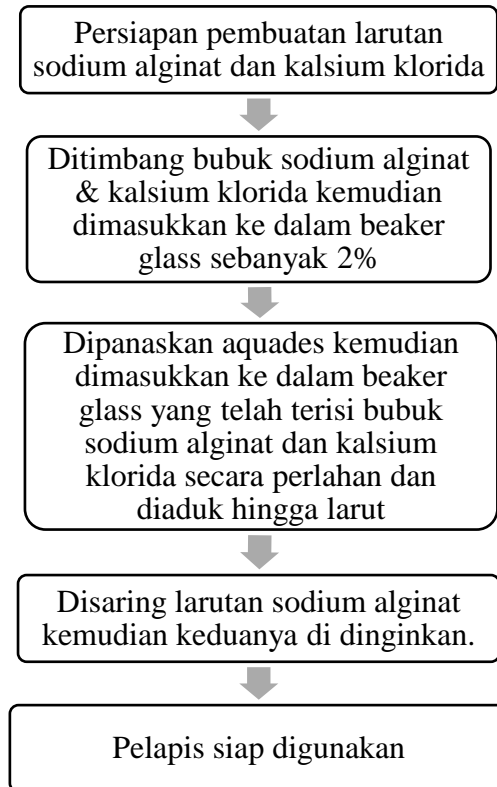 Persiapan pembuatan larutan
sodium alginat dan kalsium klorida
Ditimbang bubuk sodium alginat
& kalsium klorida kemudian
dimasukkan ke dalam beaker
glass sebanyak 2%
Dipanaskan aquades kemudian
dimasukkan ke dalam beaker
glass yang telah terisi bubuk
sodium alginat dan kalsium
klorida secara perlahan dan
diaduk hingga larut
Disaring larutan sodium alginat
kemudian keduanya di dinginkan.
Pelapis siap digunakan